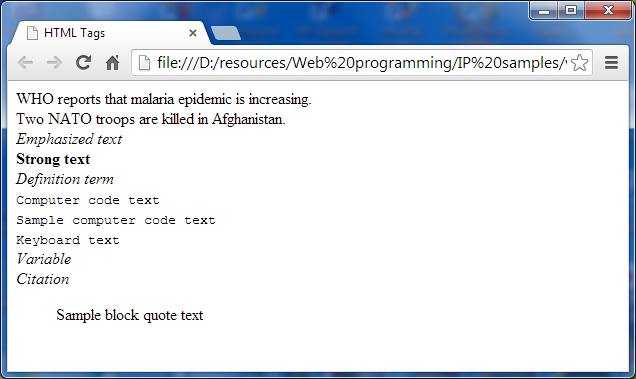 HTML Tags
file:///D:/resources/Web%20programming/IP%20samples/
WHO reports that malaria epidemic is increasing.
Two NATO troops are killed in Afghanistan.
Emphasized text
Strong text
Definition term
Computer code text
Sample computer code text
Keyboard text
Variable
Citation
Sample block quote text